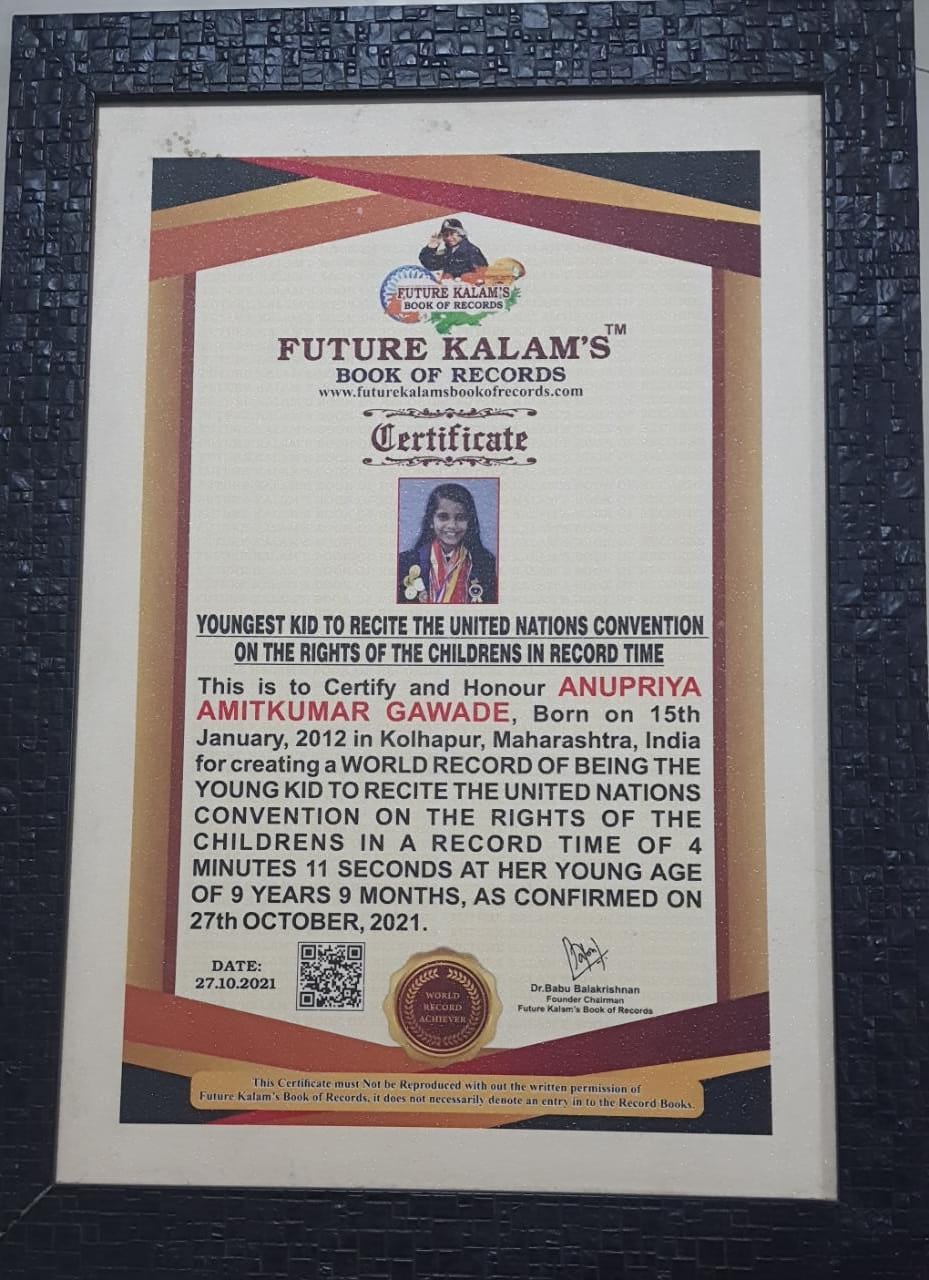 FUTURE KALAM'S
BOOK OF RECORDS
FUTURE KALAM'S™
BOOK OF RECORDS
www.futurekalamsbookofrecords.com
Certificate
YOUNGEST KID TO RECITE THE UNITED NATIONS CONVENTION
ON THE RIGHTS OF THE CHILDRENS IN RECORD TIME
This is to Certify and Honour ANUPRIYA
AMITKUMAR GAWADE, Born on 15th
January, 2012 in Kolhapur, Maharashtra, India
for creating a WORLD RECORD OF BEING THE
YOUNG KID TO RECITE THE UNITED NATIONS
CONVENTION ON THE RIGHTS OF THE
CHILDRENS IN A RECORD TIME OF 4
MINUTES 11 SECONDS AT HER YOUNG AGE
OF 9 YEARS 9 MONTHS, AS CONFIRMED ON
27th OCTOBER, 2021.
DATE:
27.10.2021
WORLD
RECORD
ACHIEVER
Dr.Babu Balakrishnan
Founder Chairman
Future Kalam's Book of Records
This Certificate must Not be Reproduced with out the written permission of
Future Kalam's Book of Records, it does not necessarily denote an entry in to the Record Books.